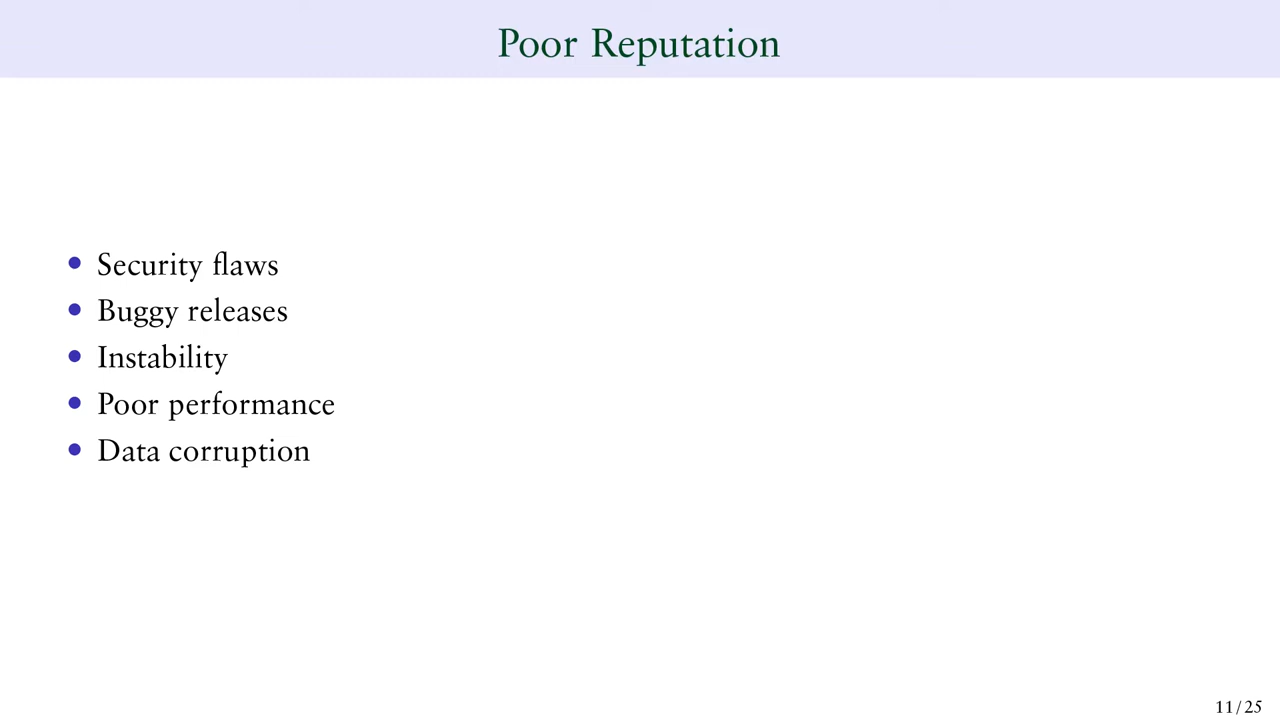 Poor Reputation
• Security flaws
• Buggy releases
• Instability
• Poor performance
• Data corruption
11/25